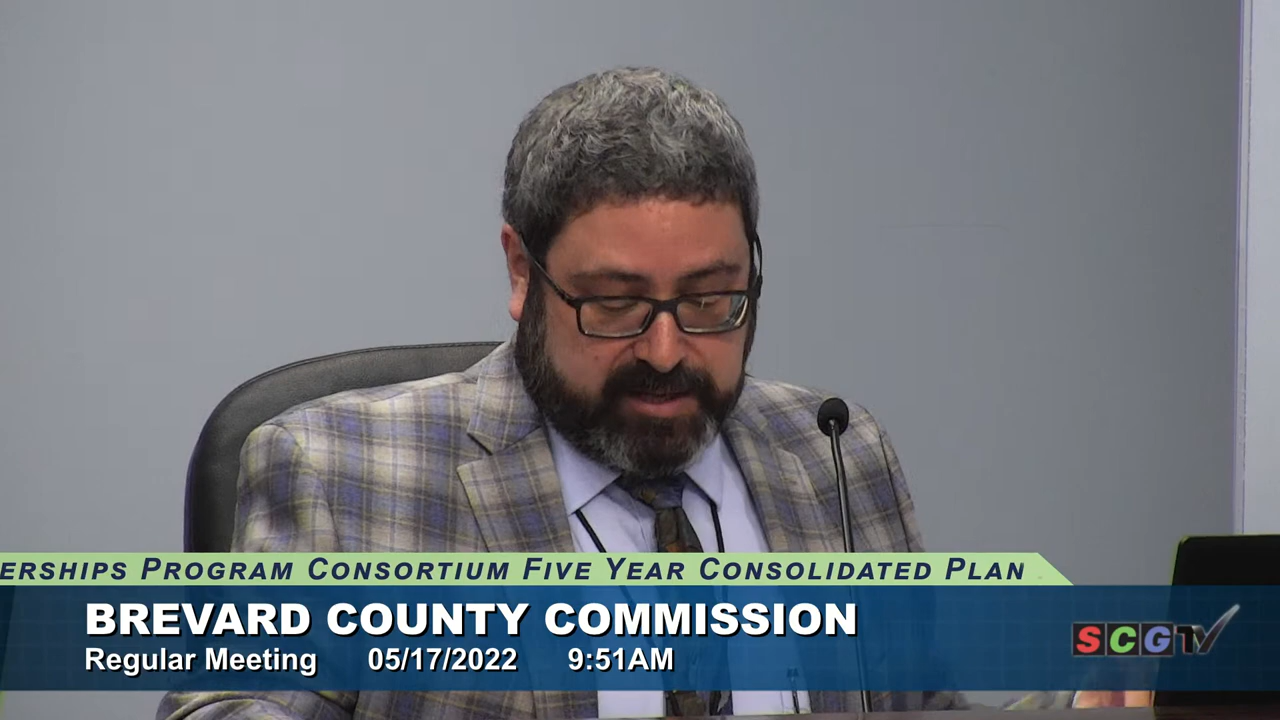 ERSHIPS PROGRAM CONSORTIUM FIVE YEAR CONSOLIDATED PLAN
BREVARD COUNTY COMMISSION
Regular Meeting 05/17/2022 9:51AM
SCGTV